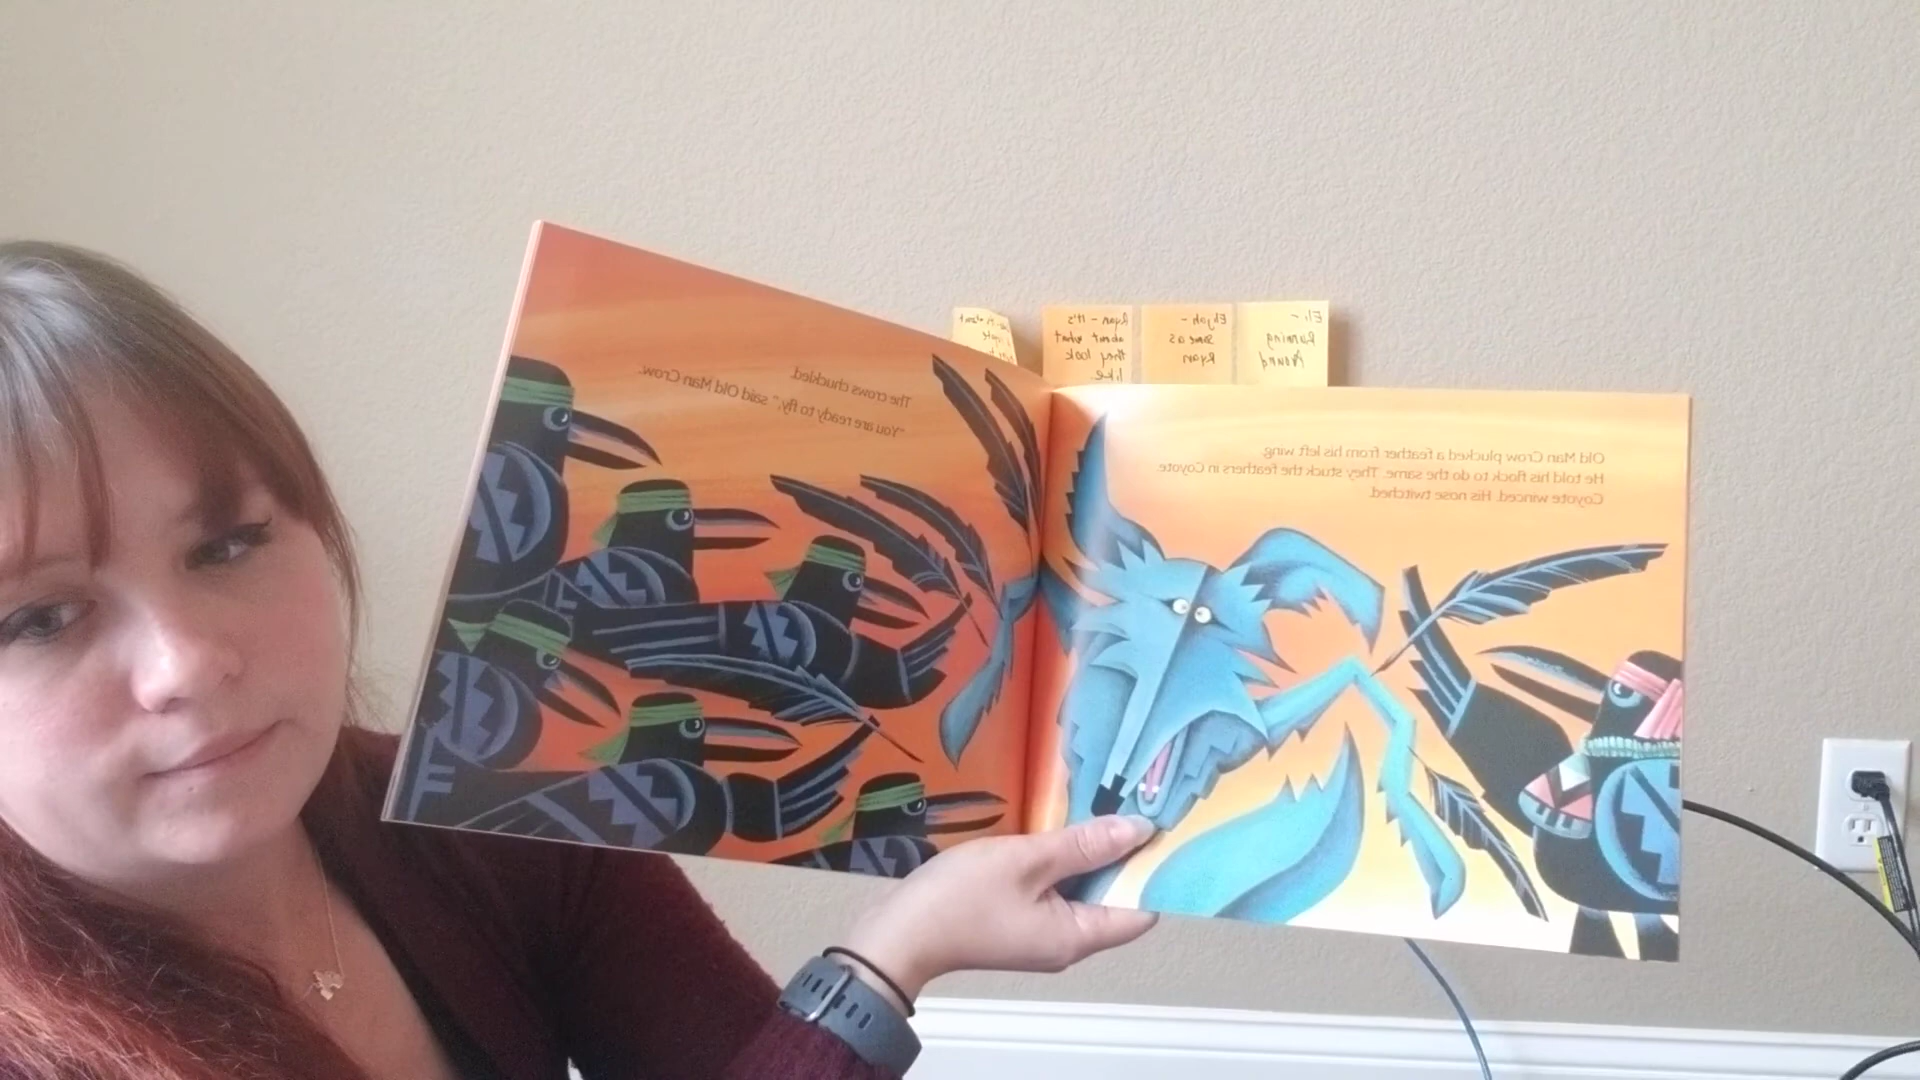 Eli -
Running
Around
Elijah -
same as
Ryan
Ryan - It's
about what
they look
like.
Old Man Crow plucked a feather from his left wing.
He told his flock to do the same. They stuck the feathers in Coyote.
Coyote winced. His nose twitched.
The crows chuckled.
"You are ready to fly," said Old Man Crow.